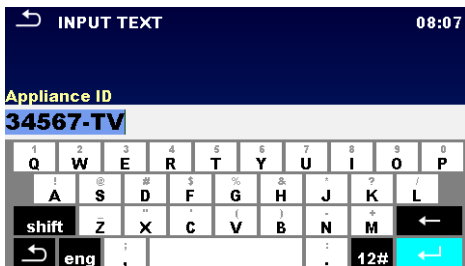 INPUT TEXT 08:07
Appliance ID
34567-TV
1 2 3 4 5 6 7 8 9 0
Q W E R T Y U I O P
! @ # $ % & * ? /
A S D F G H J K L
" ( ) - +
shift Z X C V B N M
eng ; , : . 12#